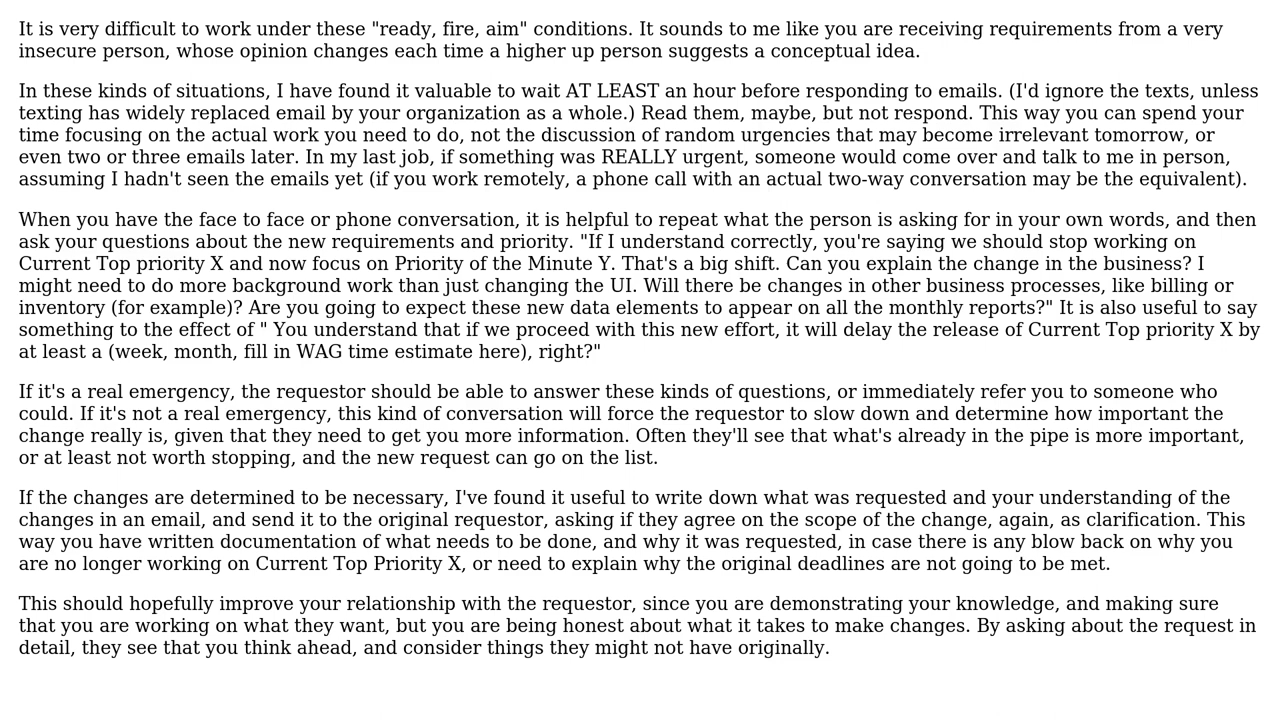 It is very difficult to work under these "ready, fire, aim" conditions. It sounds to me like you are receiving requirements from a very
insecure person, whose opinion changes each time a higher up person suggests a conceptual idea.
In these kinds of situations, I have found it valuable to wait AT LEAST an hour before responding to emails. (I'd ignore the texts, unless
texting has widely replaced email by your organization as a whole.) Read them, maybe, but not respond. This way you can spend your
time focusing on the actual work you need to do, not the discussion of random urgencies that may become irrelevant tomorrow, or
even two or three emails later. In my last job, if something was REALLY urgent, someone would come over and talk to me in person,
assuming I hadn't seen the emails yet (if you work remotely, a phone call with an actual two-way conversation may be the equivalent).
When you have the face to face or phone conversation, it is helpful to repeat what the person is asking for in your own words, and then
ask your questions about the new requirements and priority. "If I understand correctly, you're saying we should stop working on
Current Top priority X and now focus on Priority of the Minute Y. That's a big shift. Can you explain the change in the business? I
might need to do more background work than just changing the UI. Will there be changes in other business processes, like billing or
inventory (for example)? Are you going to expect these new data elements to appear on all the monthly reports?" It is also useful to say
something to the effect of " You understand that if we proceed with this new effort, it will delay the release of Current Top priority X by
at least a (week, month, fill in WAG time estimate here), right?"
If it's a real emergency, the requestor should be able to answer these kinds of questions, or immediately refer you to someone who
could. If it's not a real emergency, this kind of conversation will force the requestor to slow down and determine how important the
change really is, given that they need to get you more information. Often they'll see that what's already in the pipe is more important,
or at least not worth stopping, and the new request can go on the list.
If the changes are determined to be necessary, I've found it useful to write down what was requested and your understanding of the
changes in an email, and send it to the original requestor, asking if they agree on the scope of the change, again, as clarification. This
way you have written documentation of what needs to be done, and why it was requested, in case there is any blow back on why you
are no longer working on Current Top Priority X, or need to explain why the original deadlines are not going to be met.
This should hopefully improve your relationship with the requestor, since you are demonstrating your knowledge, and making sure
that you are working on what they want, but you are being honest about what it takes to make changes. By asking about the request in
detail, they see that you think ahead, and consider things they might not have originally.